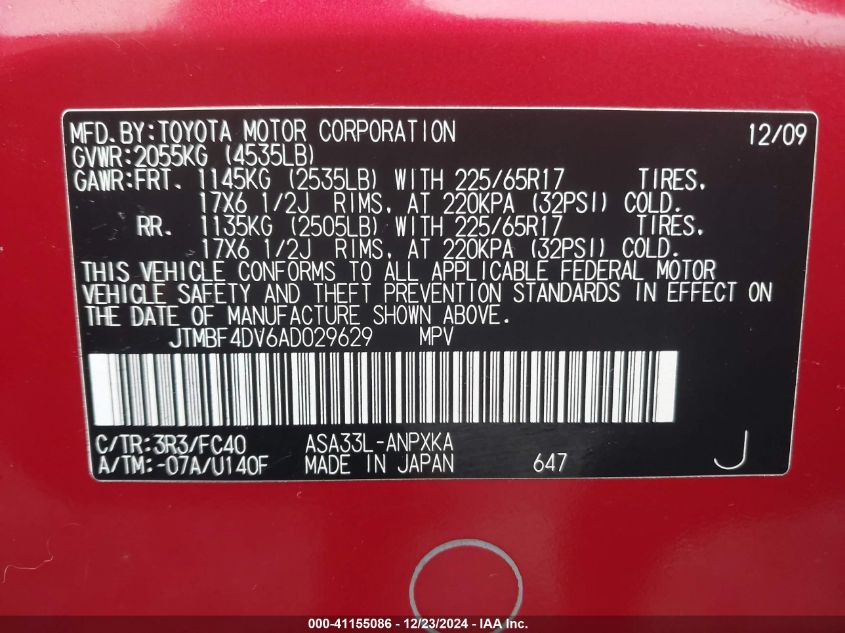 MFD.BY:TOYOTA MOTOR CORPORATION 12/09
GVWR:2055KG (4535LB)
GAWR:FRT. 1145KG (2535LB) WITH 225/65R17 TIRES,
17X6 1/2J RIMS, AT 220KPA (32PSI) COLD.
RR. 1135KG (2505LB) WITH 225/65R17 TIRES,
17X6 1/2J RIMS, AT 220KPA (32PSI) COLD.
THIS VEHICLE CONFORMS TO ALL APPLICABLE FEDERAL MOTOR
VEHICLE SAFETY AND THEFT PREVENTION STANDARDS IN EFFECT ON
THE DATE OF MANUFACTURE SHOWN ABOVE.
JTMBF4DV6AD029629 MPV
C/TR:3R3/FC40 ASA33L-ANPXKA
A/TM:-07A/U140F MADE IN JAPAN 647 J
000-41155086 - 12/23/2024 - IAA Inc.